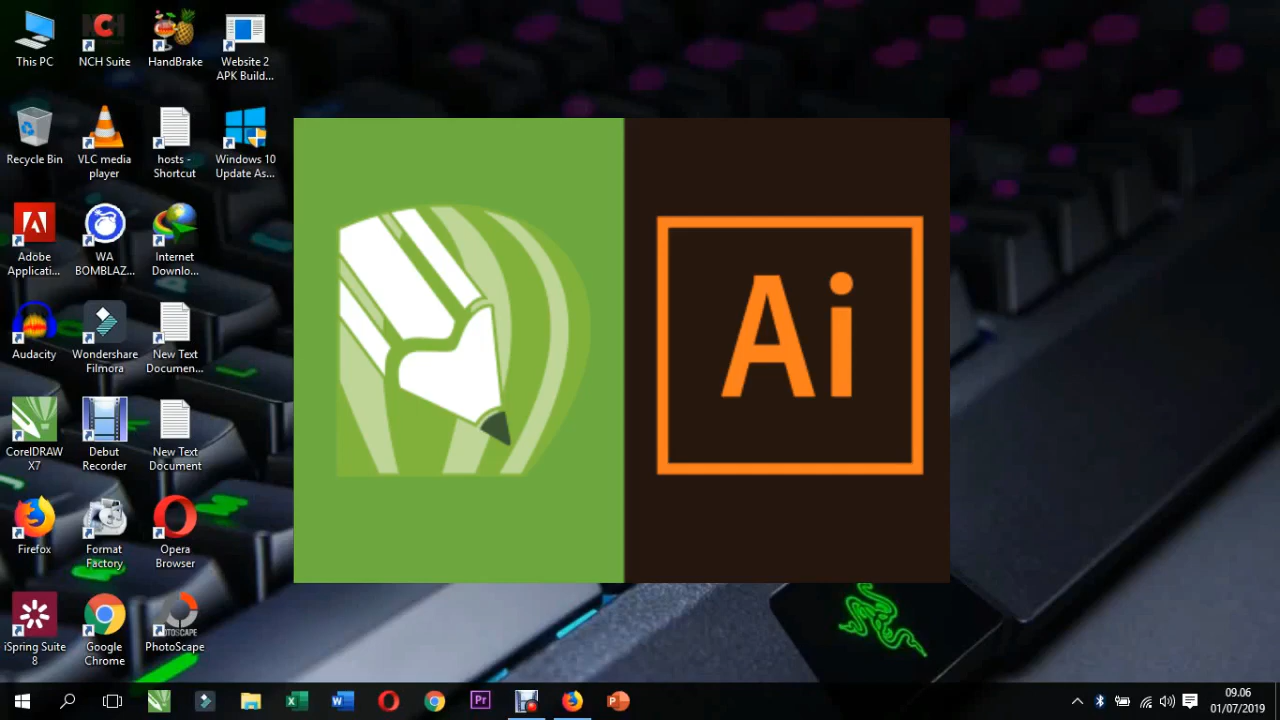 This PC
NCH Suite
HandBrake
Website 2
APK Build...
Recycle Bin
VLC media
player
hosts -
Shortcut
Windows 10
Update As...
Adobe
Applicati...
WA
BOMBLAZ...
Internet
Downlo...
Audacity
Wondershare
Filmora
New Text
Documen...
CorelDRAW
X7
Debut
Recorder
New Text
Document
Firefox
Format
Factory
Opera
Browser
iSpring Suite
8
Google
Chrome
PhotoScape
Ai
Pr
09.06
01/07/2019